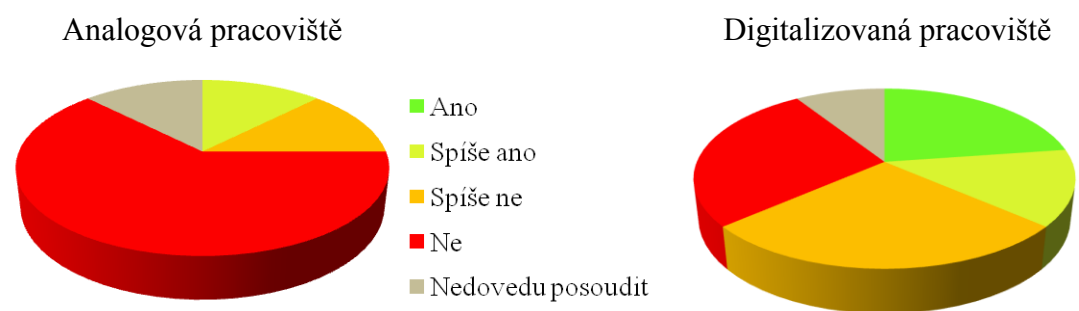 Analogová pracoviště
Digitalizovaná pracoviště
Ano
Spíše ano
Spíše ne
Ne
Nedovedu posoudit